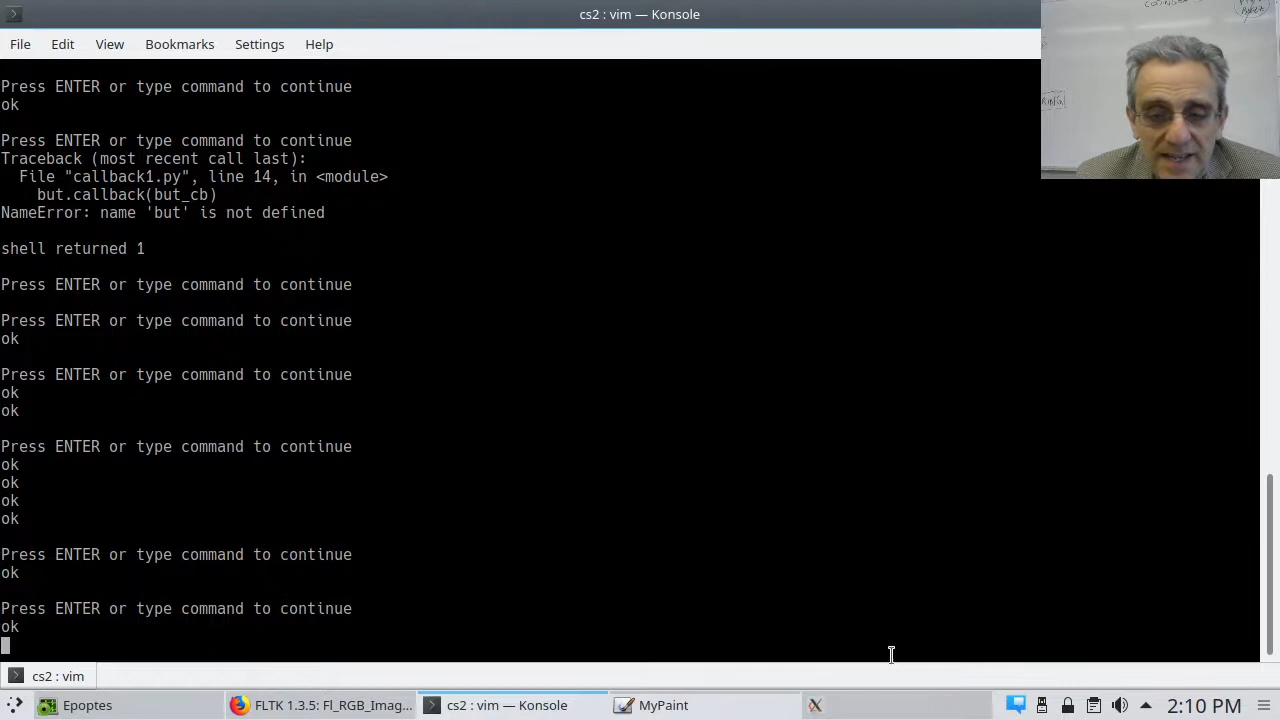 cs2 : vim — Konsole
File Edit View Bookmarks Settings Help
Press ENTER or type command to continue
ok
Press ENTER or type command to continue
Traceback (most recent call last):
File "callback1.py", line 14, in <module>
but.callback(but_cb)
NameError: name 'but' is not defined
shell returned 1
Press ENTER or type command to continue
Press ENTER or type command to continue
ok
Press ENTER or type command to continue
ok
ok
Press ENTER or type command to continue
ok
ok
ok
ok
Press ENTER or type command to continue
ok
Press ENTER or type command to continue
ok
cs2 : vim
Epoptes FLTK 1.3.5: Fl_RGB_Imag... cs2 : vim — Konsole MyPaint 2:10 PM